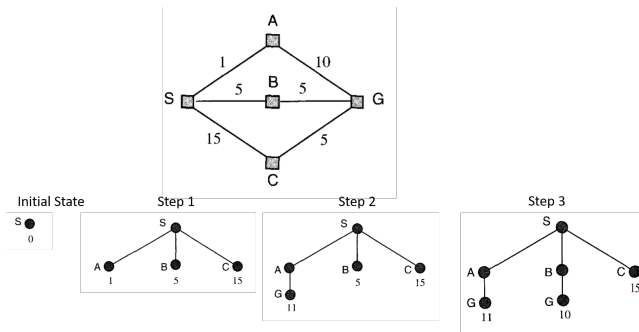 A
1 10
B
S 5 5 G
15 5
C
Initial State Step 1 Step 2 Step 3
S
0
S
A B C
1 5 15
S
A B C
5 15
G
11
S
A B C
15
G G
11 10